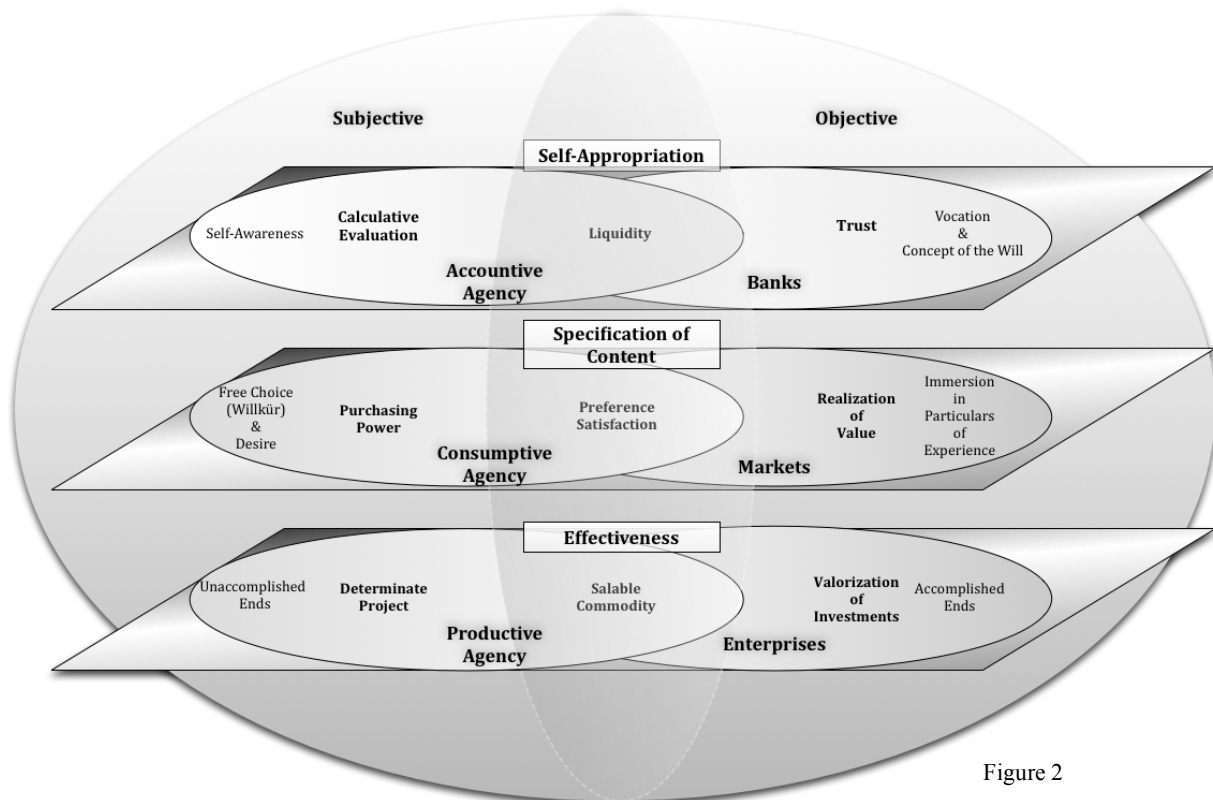 Subjective
Objective
Self-Appropriation
Self-Awareness
Calculative
Evaluation
Liquidity
Trust
Vocation
&
Concept of the Will
Accountive
Agency
Banks
Specification of
Content
Free Choice
(Willkür)
&
Desire
Purchasing
Power
Preference
Satisfaction
Realization
of
Value
Immersion
in
Particulars
of
Experience
Consumptive
Agency
Markets
Effectiveness
Unaccomplished
Ends
Determinate
Project
Salable
Commodity
Valorization
of
Investments
Accomplished
Ends
Productive
Agency
Enterprises
Figure 2